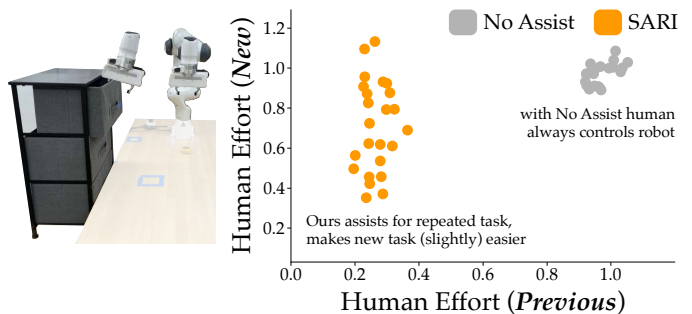 No Assist
SARI
Human Effort (New)
1.2
1.0
0.8
0.6
0.4
0.2
with No Assist human
always controls robot
Ours assists for repeated task,
makes new task (slightly) easier
0.0
0.2
0.4
0.6
0.8
1.0
Human Effort (Previous)